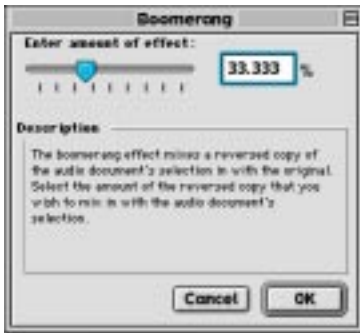 Boomerang
Enter amount of effect:
33.333 %
Description
The boomerang effect mixes a reversed copy of
the audio document's selection in with the original.
Select the amount of the reversed copy that you
wish to mix in with the audio document's
selection.
Cancel OK